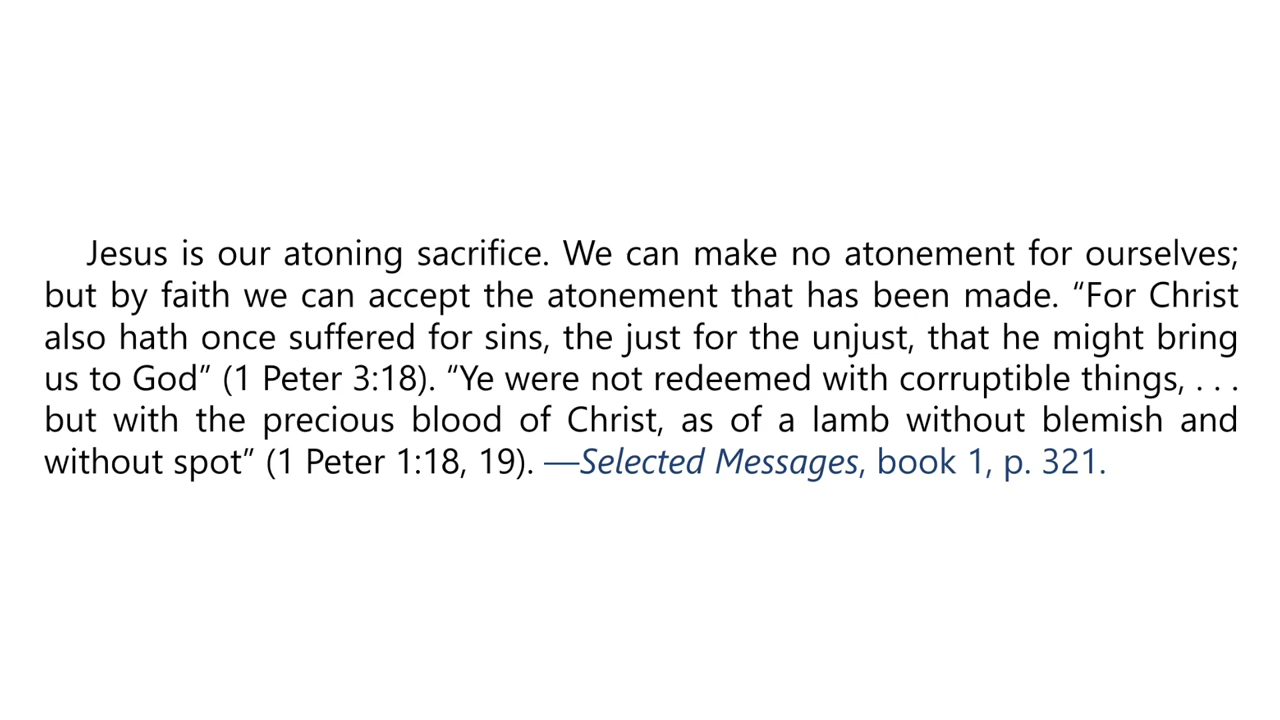 Jesus is our atoning sacrifice. We can make no atonement for ourselves;
but by faith we can accept the atonement that has been made. “For Christ
also hath once suffered for sins, the just for the unjust, that he might bring
us to God” (1 Peter 3:18). “Ye were not redeemed with corruptible things, . . .
but with the precious blood of Christ, as of a lamb without blemish and
without spot” (1 Peter 1:18, 19). —Selected Messages, book 1, p. 321.